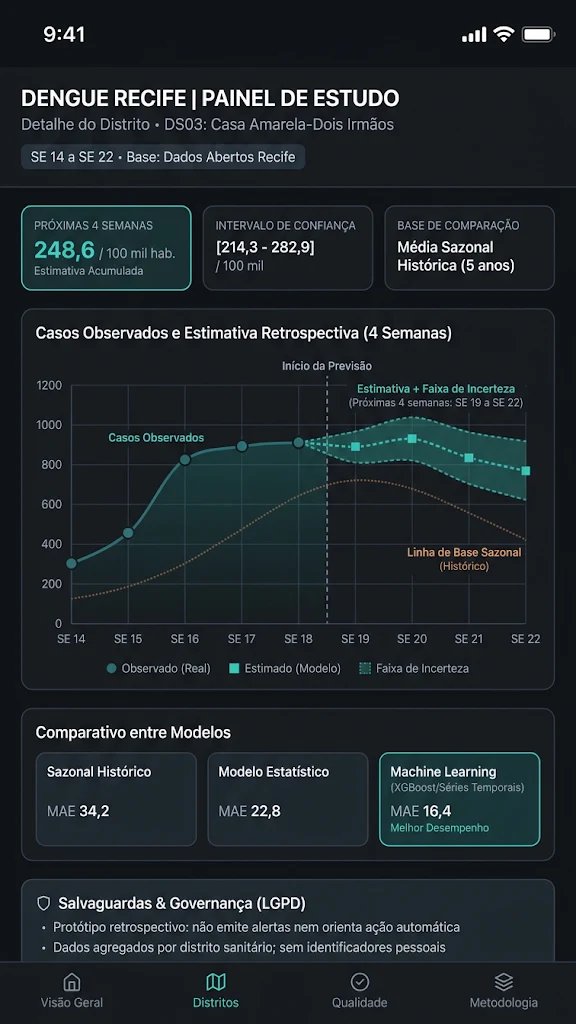 9:41
DENGUE RECIFE | PAINEL DE ESTUDO
Detalhe do Distrito • DS03: Casa Amarela-Dois Irmãos
SE 14 a SE 22 • Base: Dados Abertos Recife
PRÓXIMAS 4 SEMANAS
248,6 / 100 mil hab.
Estimativa Acumulada
INTERVALO DE CONFIANÇA
[214,3 - 282,9]
/ 100 mil
BASE DE COMPARAÇÃO
Média Sazonal
Histórica (5 anos)
Casos Observados e Estimativa Retrospectiva (4 Semanas)
Início da Previsão
Estimativa + Faixa de Incerteza
(Próximas 4 semanas: SE 19 a SE 22)
Casos Observados
Linha de Base Sazonal
(Histórico)
1200
1000
800
600
400
200
0
SE 14 SE 15 SE 16 SE 17 SE 18 SE 19 SE 20 SE 21 SE 22
Observado (Real) Estimado (Modelo) Faixa de Incerteza
Comparativo entre Modelos
Sazonal Histórico
MAE 34,2
Modelo Estatístico
MAE 22,8
Machine Learning
(XGBoost/Séries Temporais)
MAE 16,4
Melhor Desempenho
Salvaguardas & Governança (LGPD)
• Protótipo retrospectivo: não emite alertas nem orienta ação automática
• Dados agregados por distrito sanitário; sem identificadores pessoais
Visão Geral Distritos Qualidade Metodologia